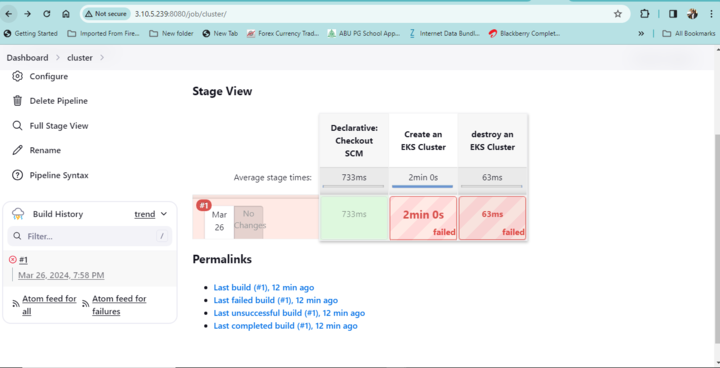 Not secure
3.10.5.239:8080/job/cluster/
Getting Started
Imported From Fire...
New folder
New Tab
Forex Currency Trad...
ABU PG School App...
Internet Data Bundl...
Blackberry Complet...
»
All Bookmarks
Dashboard > cluster >
Configure
Delete Pipeline
Full Stage View
Rename
Pipeline Syntax
Build History
trend
Filter...
/
#1
Mar 26, 2024, 7:58 PM
Atom feed for all
Atom feed for failures
Stage View
Declarative:
Checkout
SCM
Create an
EKS Cluster
destroy an
EKS Cluster
Average stage times:
733ms
2min 0s
63ms
#1
Mar
26
No
Changes
733ms
2min 0s
failed
63ms
failed
Permalinks
Last build (#1), 12 min ago
Last failed build (#1), 12 min ago
Last unsuccessful build (#1), 12 min ago
Last completed build (#1), 12 min ago